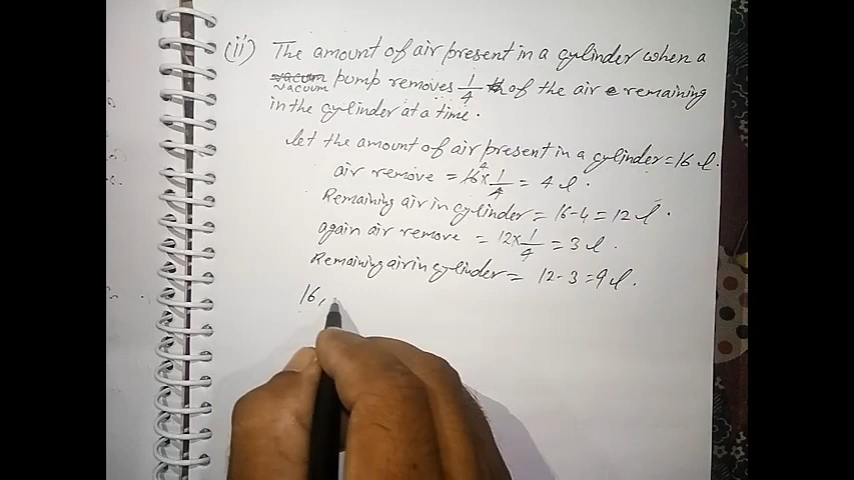 (ii) The amount of air present in a cylinder when a
vacuum pump removes 1/4 th of the air remaining
in the cylinder at a time.
let the amount of air present in a cylinder = 16 l.
air remove = 16 × 1/4 = 4 l.
Remaining air in cylinder = 16 - 4 = 12 l.
again air remove = 12 × 1/4 = 3 l.
Remaining air in cylinder = 12 - 3 = 9 l.
16,